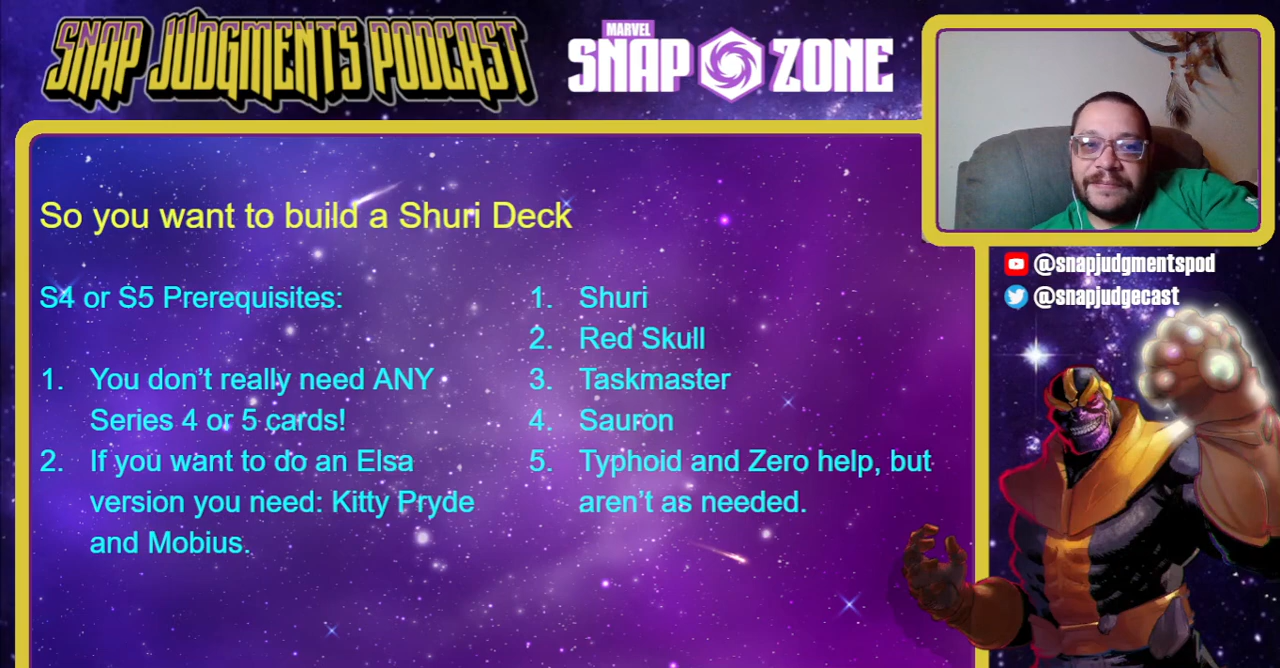 SNAP JUDGMENTS PODCAST
MARVEL
SNAP ZONE
So you want to build a Shuri Deck
S4 or S5 Prerequisites:
1. You don't really need ANY
Series 4 or 5 cards!
2. If you want to do an Elsa
version you need: Kitty Pryde
and Mobius.
1. Shuri
2. Red Skull
3. Taskmaster
4. Sauron
5. Typhoid and Zero help, but
aren't as needed.
@snapjudgmentspod
@snapjudgecast